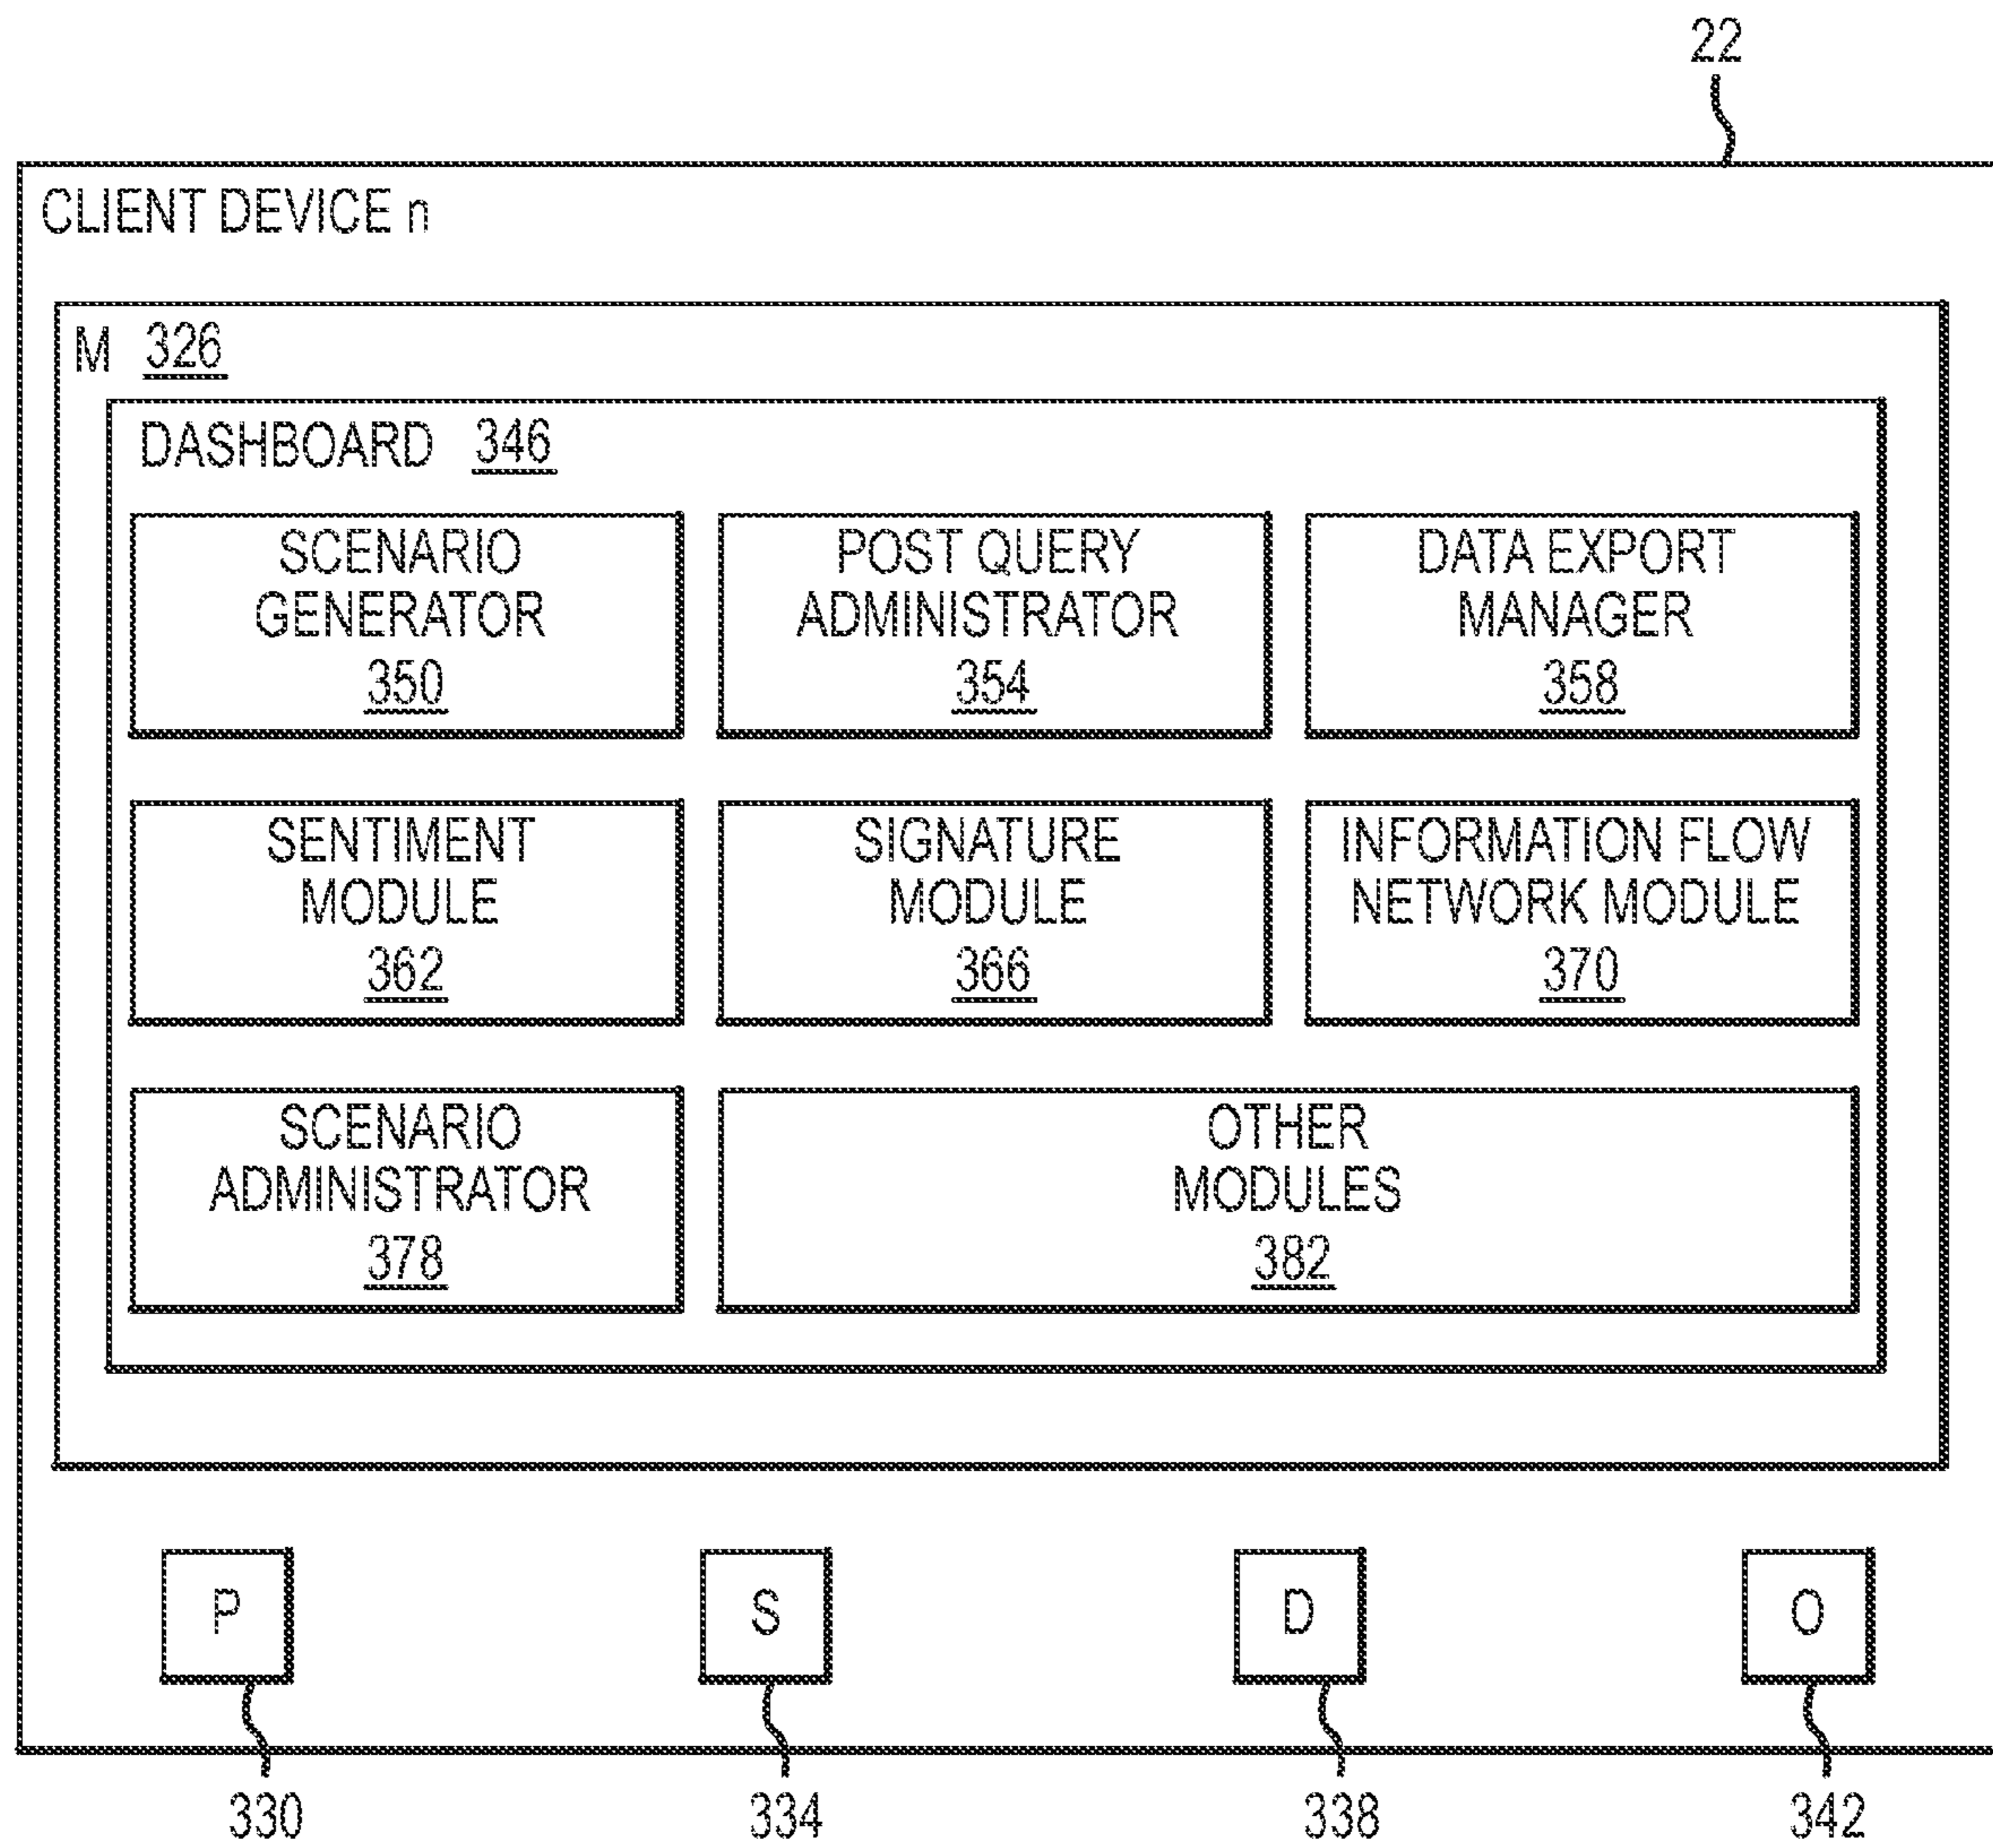 22
CLIENT DEVICE n
M 326
DASHBOARD 346
SCENARIO
GENERATOR
350
POST QUERY
ADMINISTRATOR
354
DATA EXPORT
MANAGER
358
SENTIMENT
MODULE
362
SIGNATURE
MODULE
366
INFORMATION FLOW
NETWORK MODULE
370
SCENARIO
ADMINISTRATOR
378
OTHER
MODULES
382
P
S
D
O
330
334
338
342